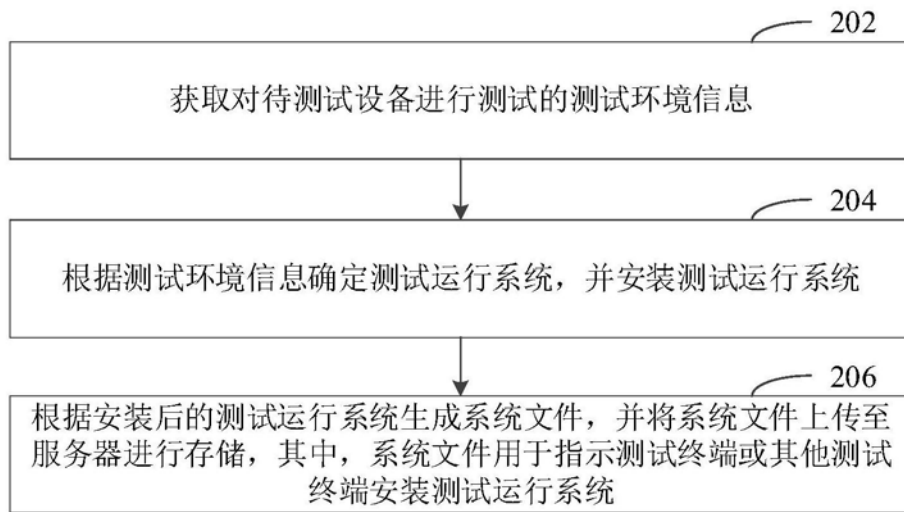 202
获取对待测试设备进行测试的测试环境信息
204
根据测试环境信息确定测试运行系统，并安装测试运行系统
206
根据安装后的测试运行系统生成系统文件，并将系统文件上传至
服务器进行存储，其中，系统文件用于指示测试终端或其他测试
终端安装测试运行系统